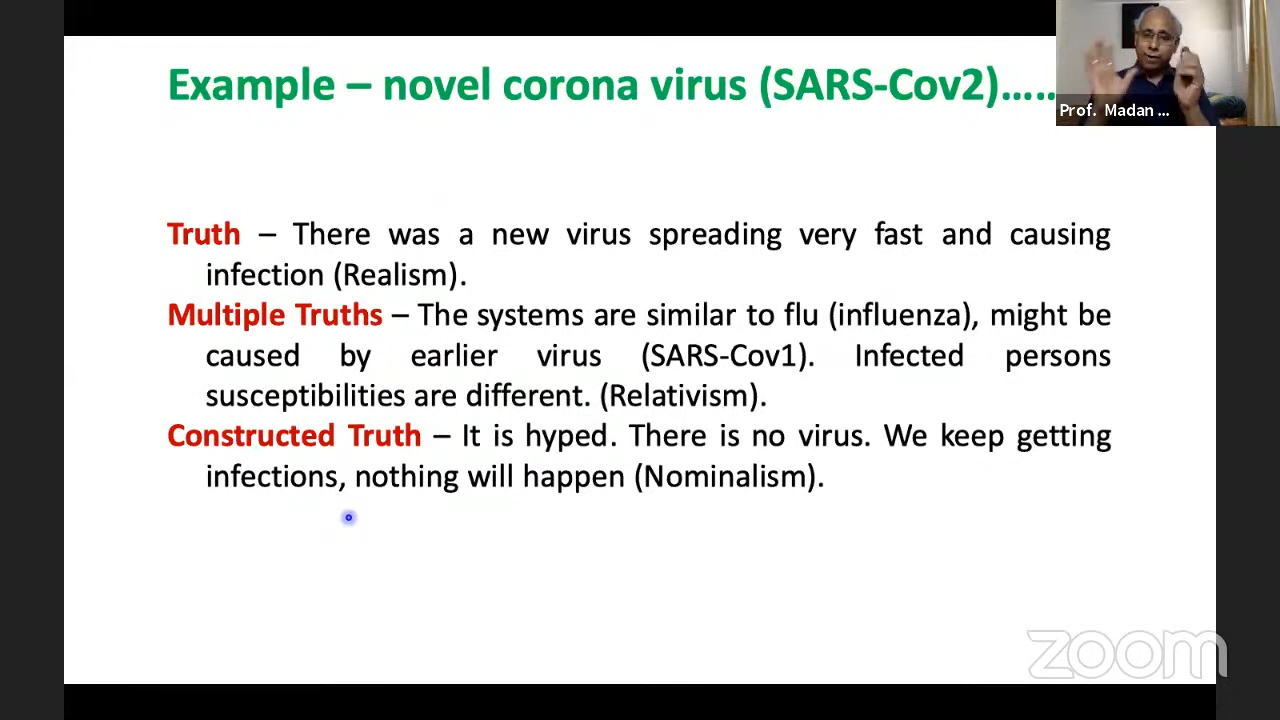 Example – novel corona virus (SARS-Cov2)…..
Prof. Madan ...
Truth – There was a new virus spreading very fast and causing
infection (Realism).
Multiple Truths – The systems are similar to flu (influenza), might be
caused by earlier virus (SARS-Cov1). Infected persons
susceptibilities are different. (Relativism).
Constructed Truth – It is hyped. There is no virus. We keep getting
infections, nothing will happen (Nominalism).
zoom